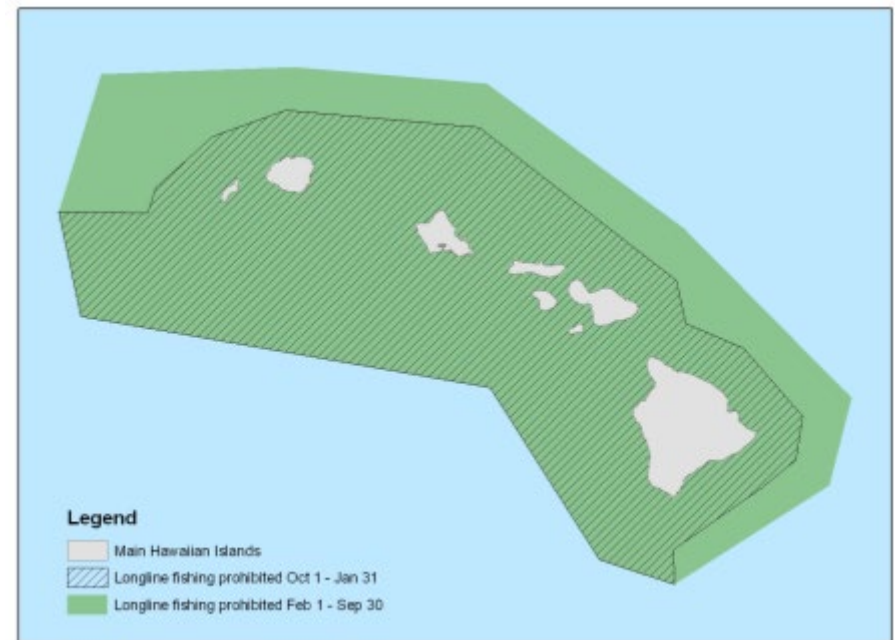 Legend
Main Hawaiian Islands
Longline fishing prohibited Oct 1 - Jan 31
Longline fishing prohibited Feb 1 - Sep 30